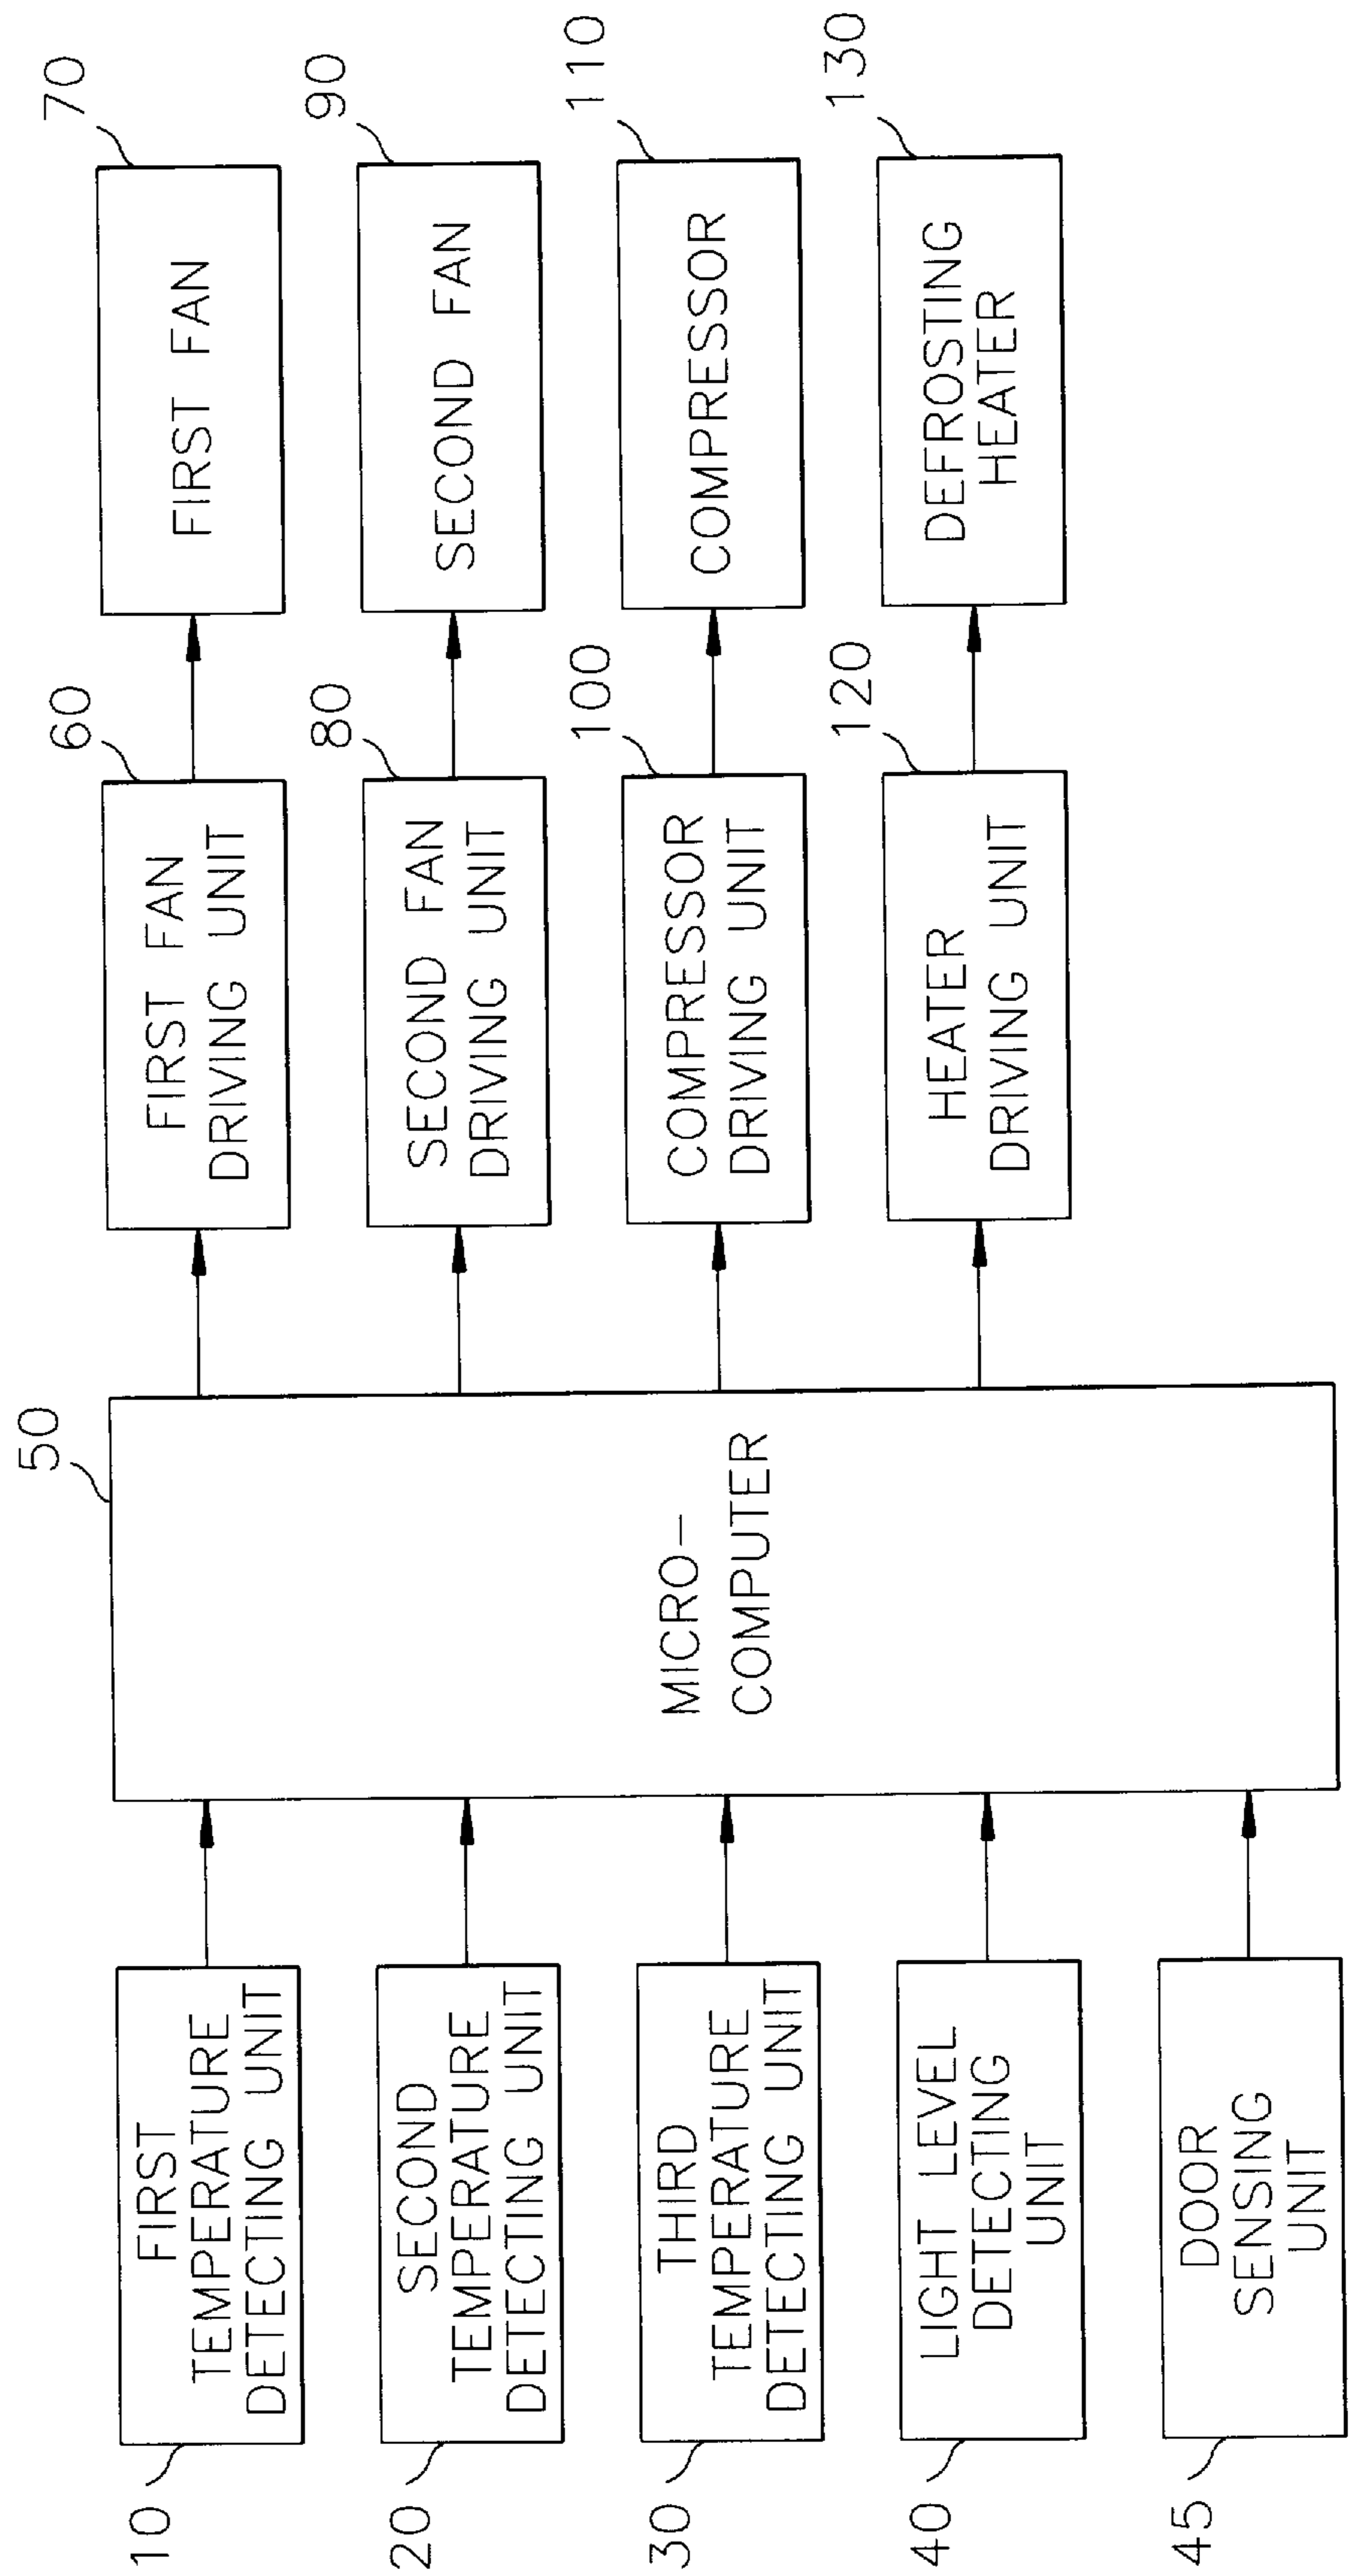 10
FIRST
TEMPERATURE
DETECTING UNIT
20
SECOND
TEMPERATURE
DETECTING UNIT
30
THIRD
TEMPERATURE
DETECTING UNIT
40
LIGHT LEVEL
DETECTING
UNIT
45
DOOR
SENSING
UNIT
50
MICRO-
COMPUTER
60
FIRST FAN
DRIVING UNIT
80
SECOND FAN
DRIVING UNIT
100
COMPRESSOR
DRIVING UNIT
120
HEATER
DRIVING UNIT
70
FIRST FAN
90
SECOND FAN
110
COMPRESSOR
130
DEFROSTING
HEATER